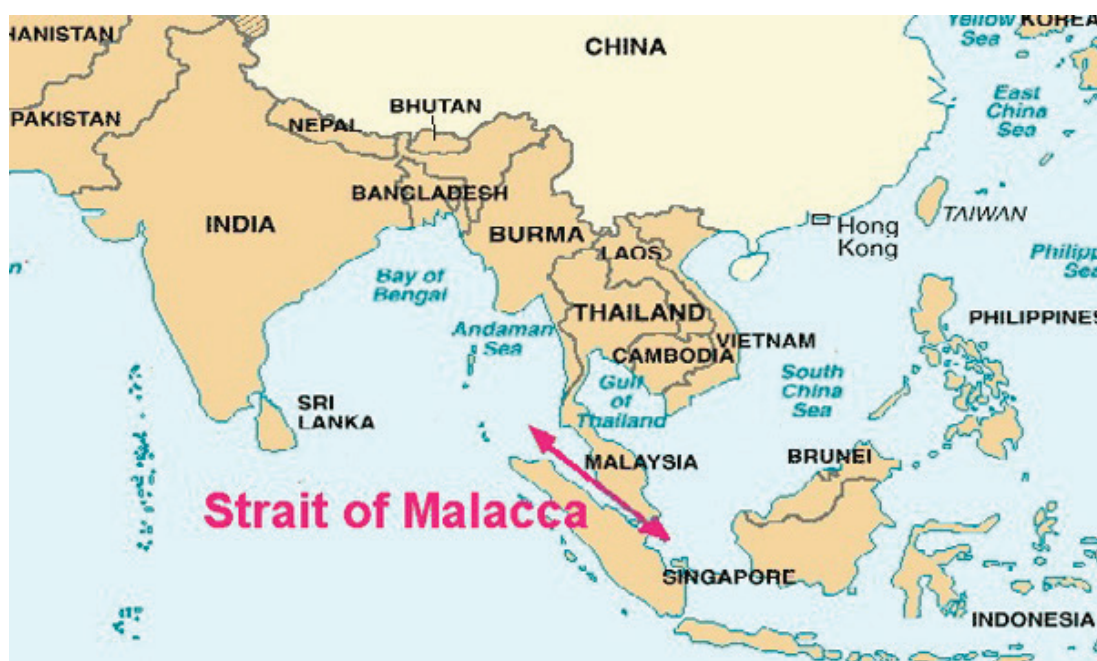 Yellow
Sea
KOREA
HANISTAN
CHINA
East
China
Sea
BHUTAN
PAKISTAN
NEPAL
BANGLADESH
INDIA
BURMA
Hong
Kong
TAIWAN
LAOS
Philipp
Sea
Bay of
Bengal
THAILAND
PHILIPPINES
Andaman
Sea
VIETNAM
CAMBODIA
South
China
Sea
Gulf
of
Thailand
SRI
LANKA
MALAYSIA
BRUNEI
Strait of Malacca
SINGAPORE
INDONESIA